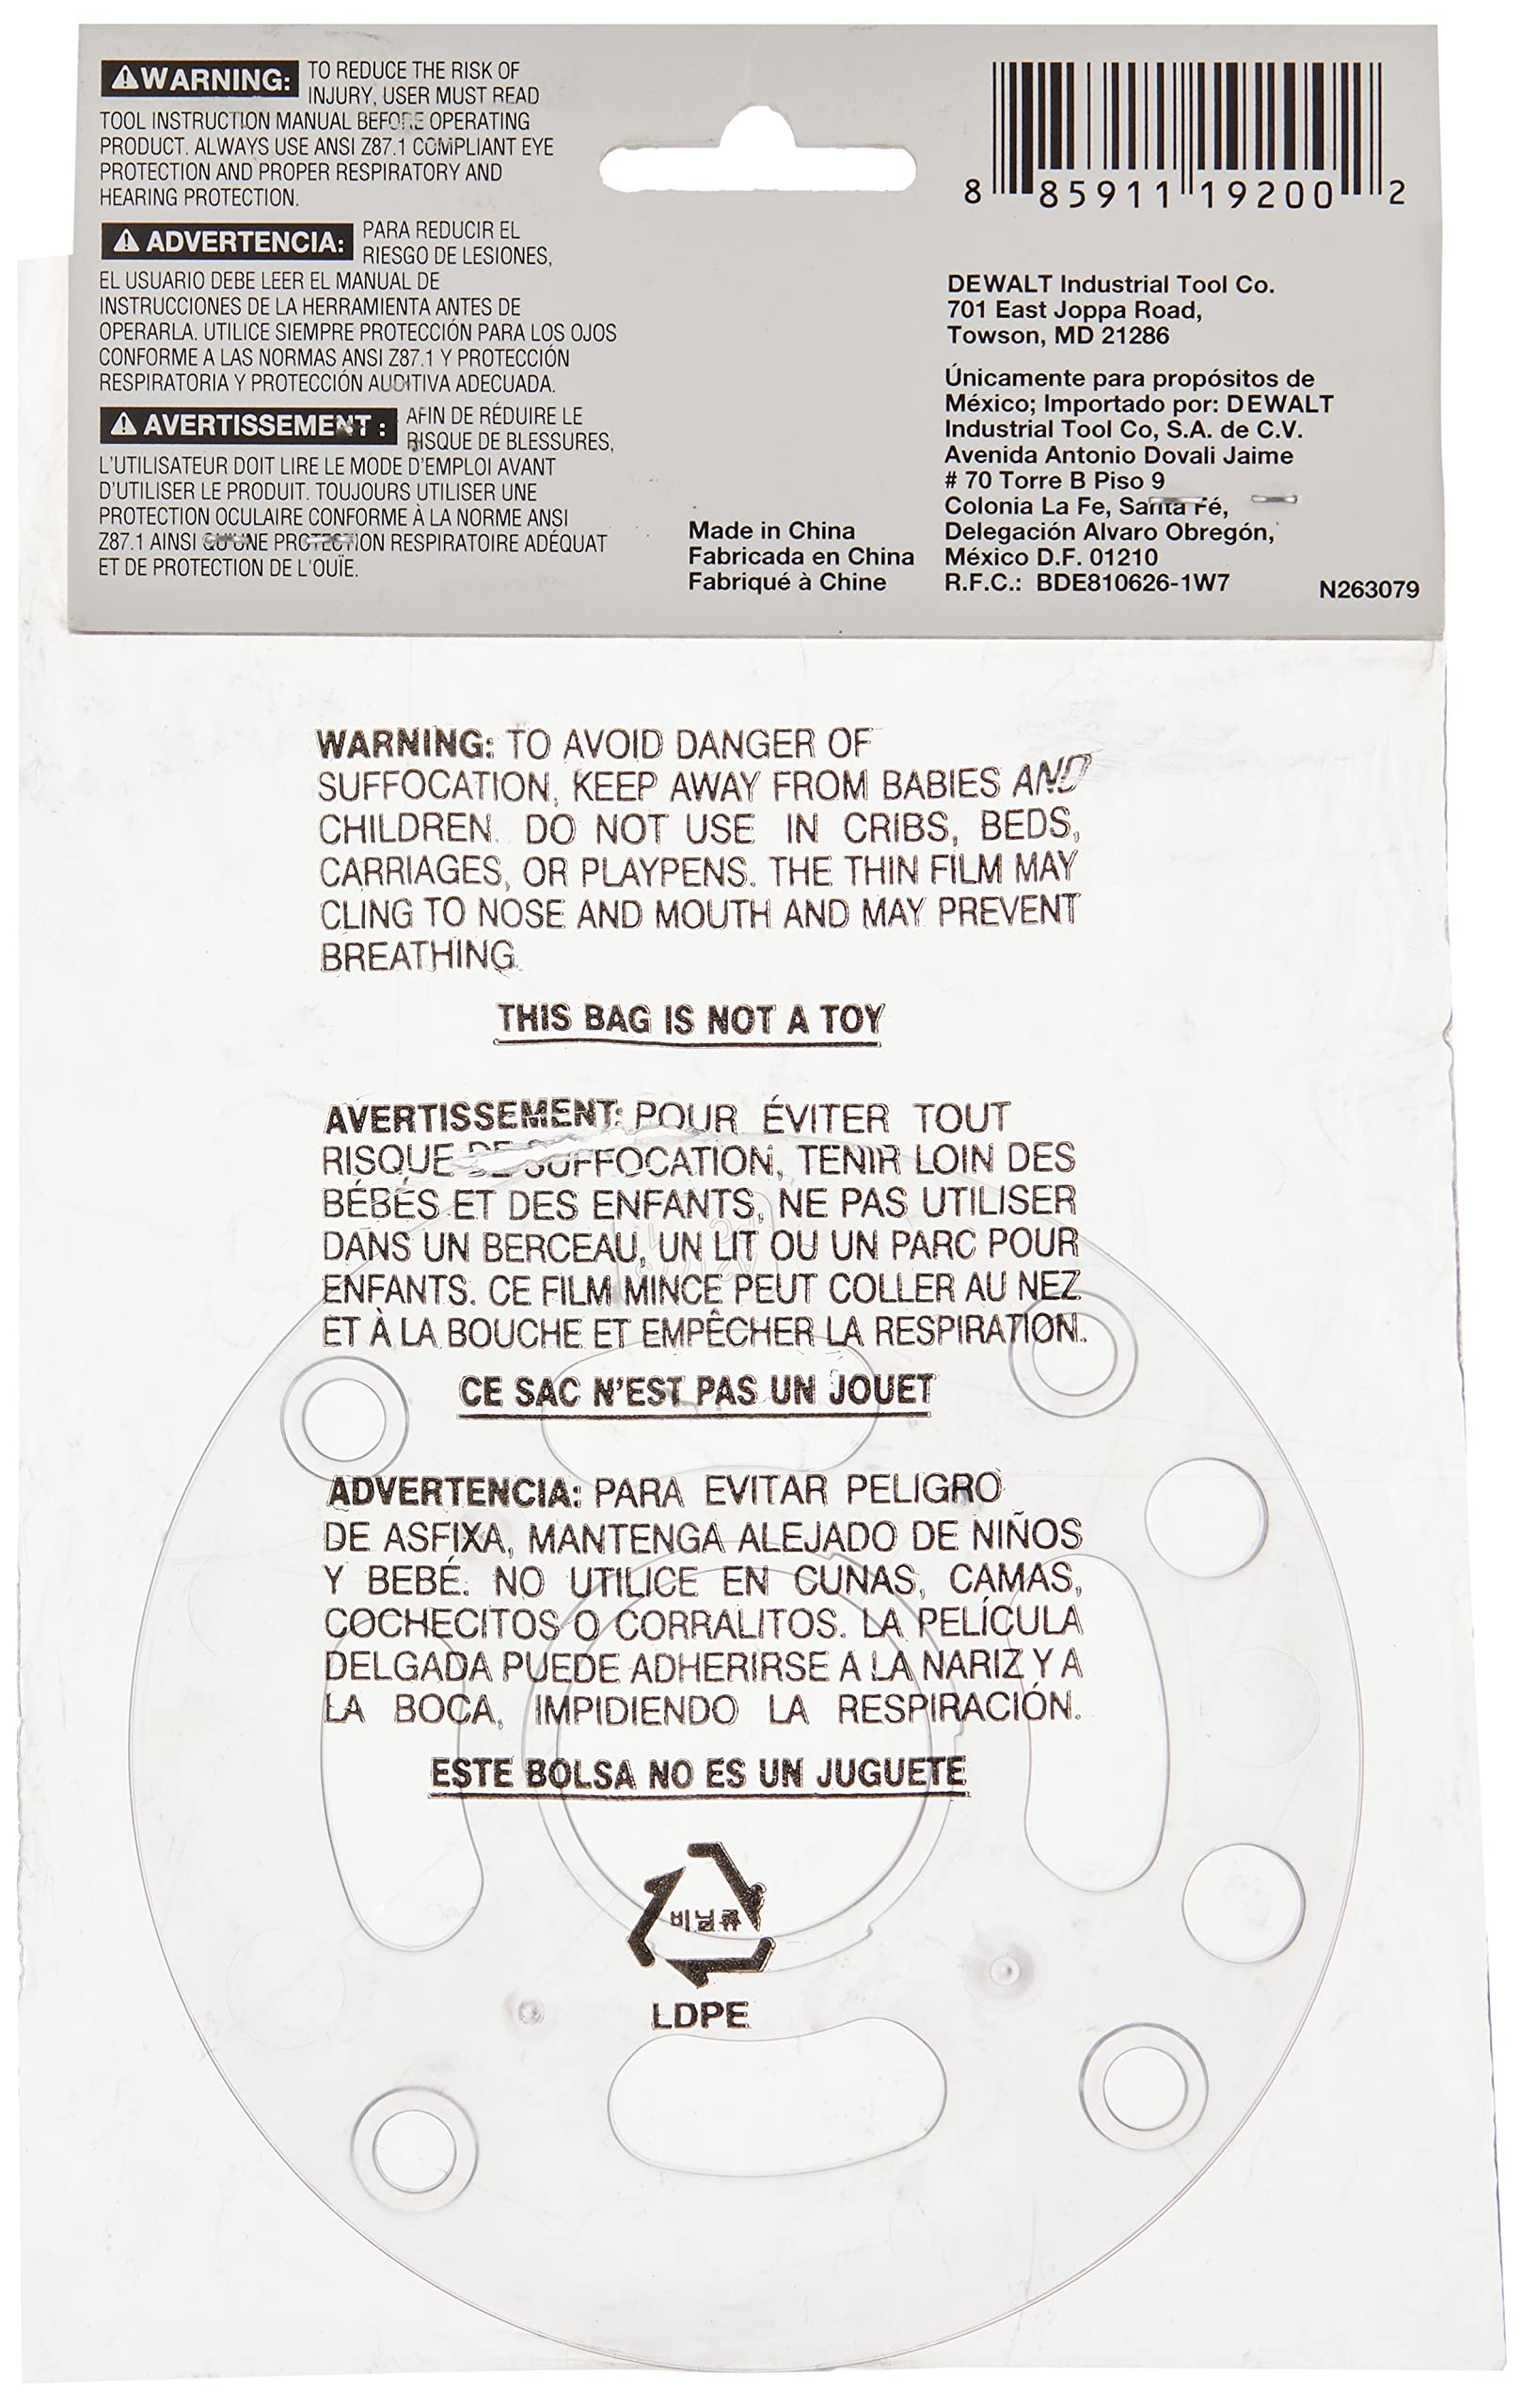 WARNING: TO REDUCE THE RISK OF
INJURY, USER MUST READ
TOOL INSTRUCTION MANUAL BEFORE OPERATING
PRODUCT. ALWAYS USE ANSI Z87.1 COMPLIANT EYE
PROTECTION AND PROPER RESPIRATORY AND
HEARING PROTECTION.
ADVERTENCIA: PARA REDUCIR EL
RIESGO DE LESIONES,
EL USUARIO DEBE LEER EL MANUAL DE
INSTRUCCIONES DE LA HERRAMIENTA ANTES DE
OPERARLA. UTILICE SIEMPRE PROTECCIÓN PARA LOS OJOS
CONFORME A LAS NORMAS ANSI Z87.1 Y PROTECCIÓN
RESPIRATORIA Y PROTECCIÓN AUDITIVA ADECUADA.
AVERTISSEMENT : AFIN DE RÉDUIRE LE
RISQUE DE BLESSURES,
L'UTILISATEUR DOIT LIRE LE MODE D'EMPLOI AVANT
D'UTILISER LE PRODUIT. TOUJOURS UTILISER UNE
PROTECTION OCULAIRE CONFORME À LA NORME ANSI
Z87.1 AINSI QU'UNE PROTECTION RESPIRATOIRE ADÉQUAT
ET DE PROTECTION DE L'OUÏE.
Made in China
Fabricada en China
Fabriqué à Chine
8 85911 19200 2
DEWALT Industrial Tool Co.
701 East Joppa Road,
Towson, MD 21286
Únicamente para propósitos de
México; Importado por: DEWALT
Industrial Tool Co, S.A. de C.V.
Avenida Antonio Dovali Jaime
# 70 Torre B Piso 9
Colonia La Fe, Santa Fé,
Delegación Alvaro Obregón,
México D.F. 01210
R.F.C.: BDE810626-1W7
N263079
WARNING: TO AVOID DANGER OF
SUFFOCATION, KEEP AWAY FROM BABIES AND
CHILDREN. DO NOT USE IN CRIBS, BEDS,
CARRIAGES, OR PLAYPENS. THE THIN FILM MAY
CLING TO NOSE AND MOUTH AND MAY PREVENT
BREATHING.
THIS BAG IS NOT A TOY
AVERTISSEMENT: POUR ÉVITER TOUT
RISQUE DE SUFFOCATION, TENIR LOIN DES
BÉBÉS ET DES ENFANTS, NE PAS UTILISER
DANS UN BERCEAU, UN LIT OU UN PARC POUR
ENFANTS. CE FILM MINCE PEUT COLLER AU NEZ
ET À LA BOUCHE ET EMPÊCHER LA RESPIRATION.
CE SAC N'EST PAS UN JOUET
ADVERTENCIA: PARA EVITAR PELIGRO
DE ASFIXA, MANTENGA ALEJADO DE NIÑOS
Y BEBÉ. NO UTILICE EN CUNAS, CAMAS,
COCHECITOS O CORRALITOS. LA PELÍCULA
DELGADA PUEDE ADHERIRSE A LA NARIZ Y A
LA BOCA, IMPIDIENDO LA RESPIRACIÓN.
ESTE BOLSA NO ES UN JUGUETE
비닐류
LDPE